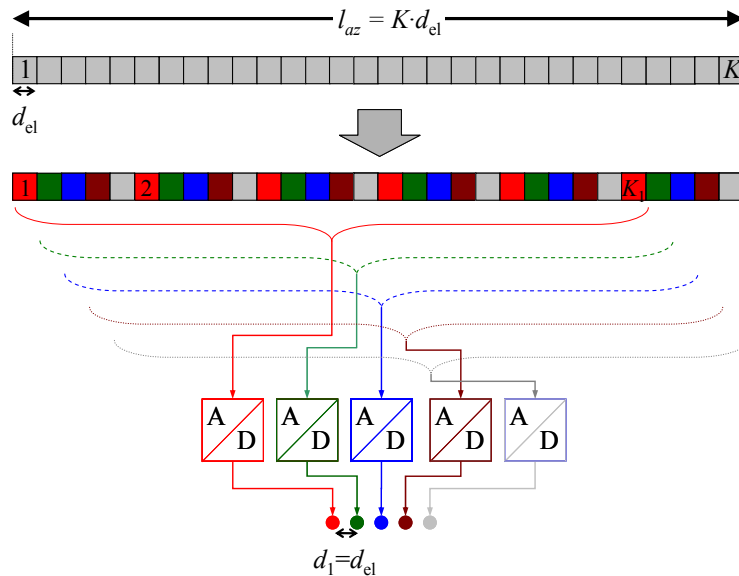 l_az = K·d_el
1 K
d_el
1 2 K_1
A A A A A
D D D D D
d_1=d_el